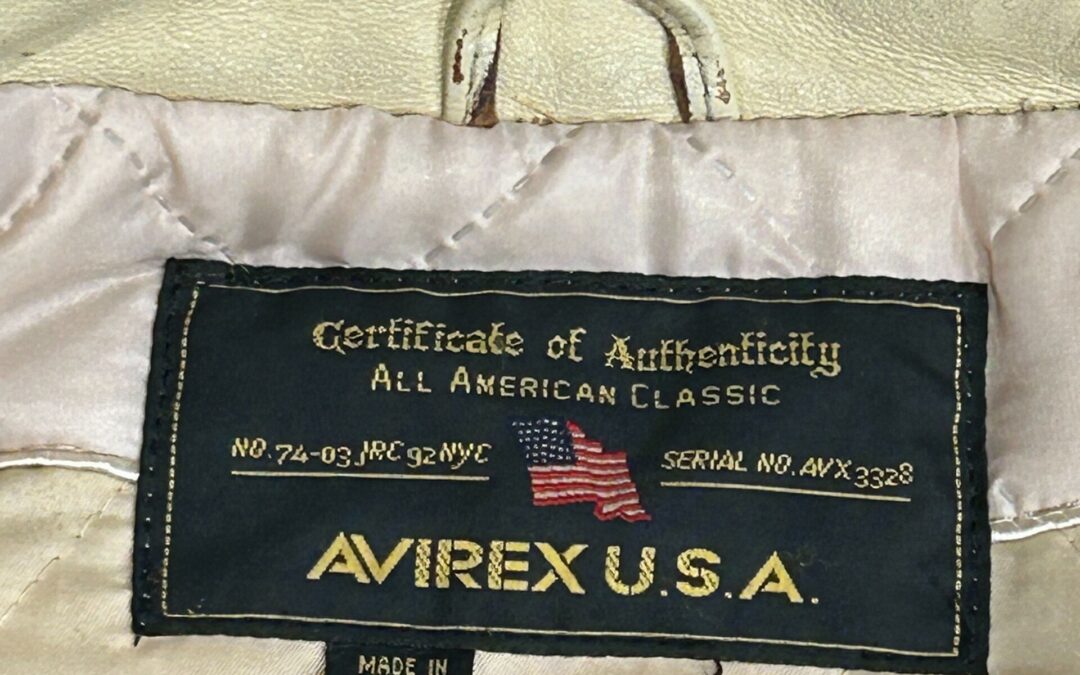 Certificate of Authenticity
ALL AMERICAN CLASSIC
NO. 74-03 JRC 92 NYC
SERIAL NO. AVX 3328
AVIREX U.S.A.
MADE IN